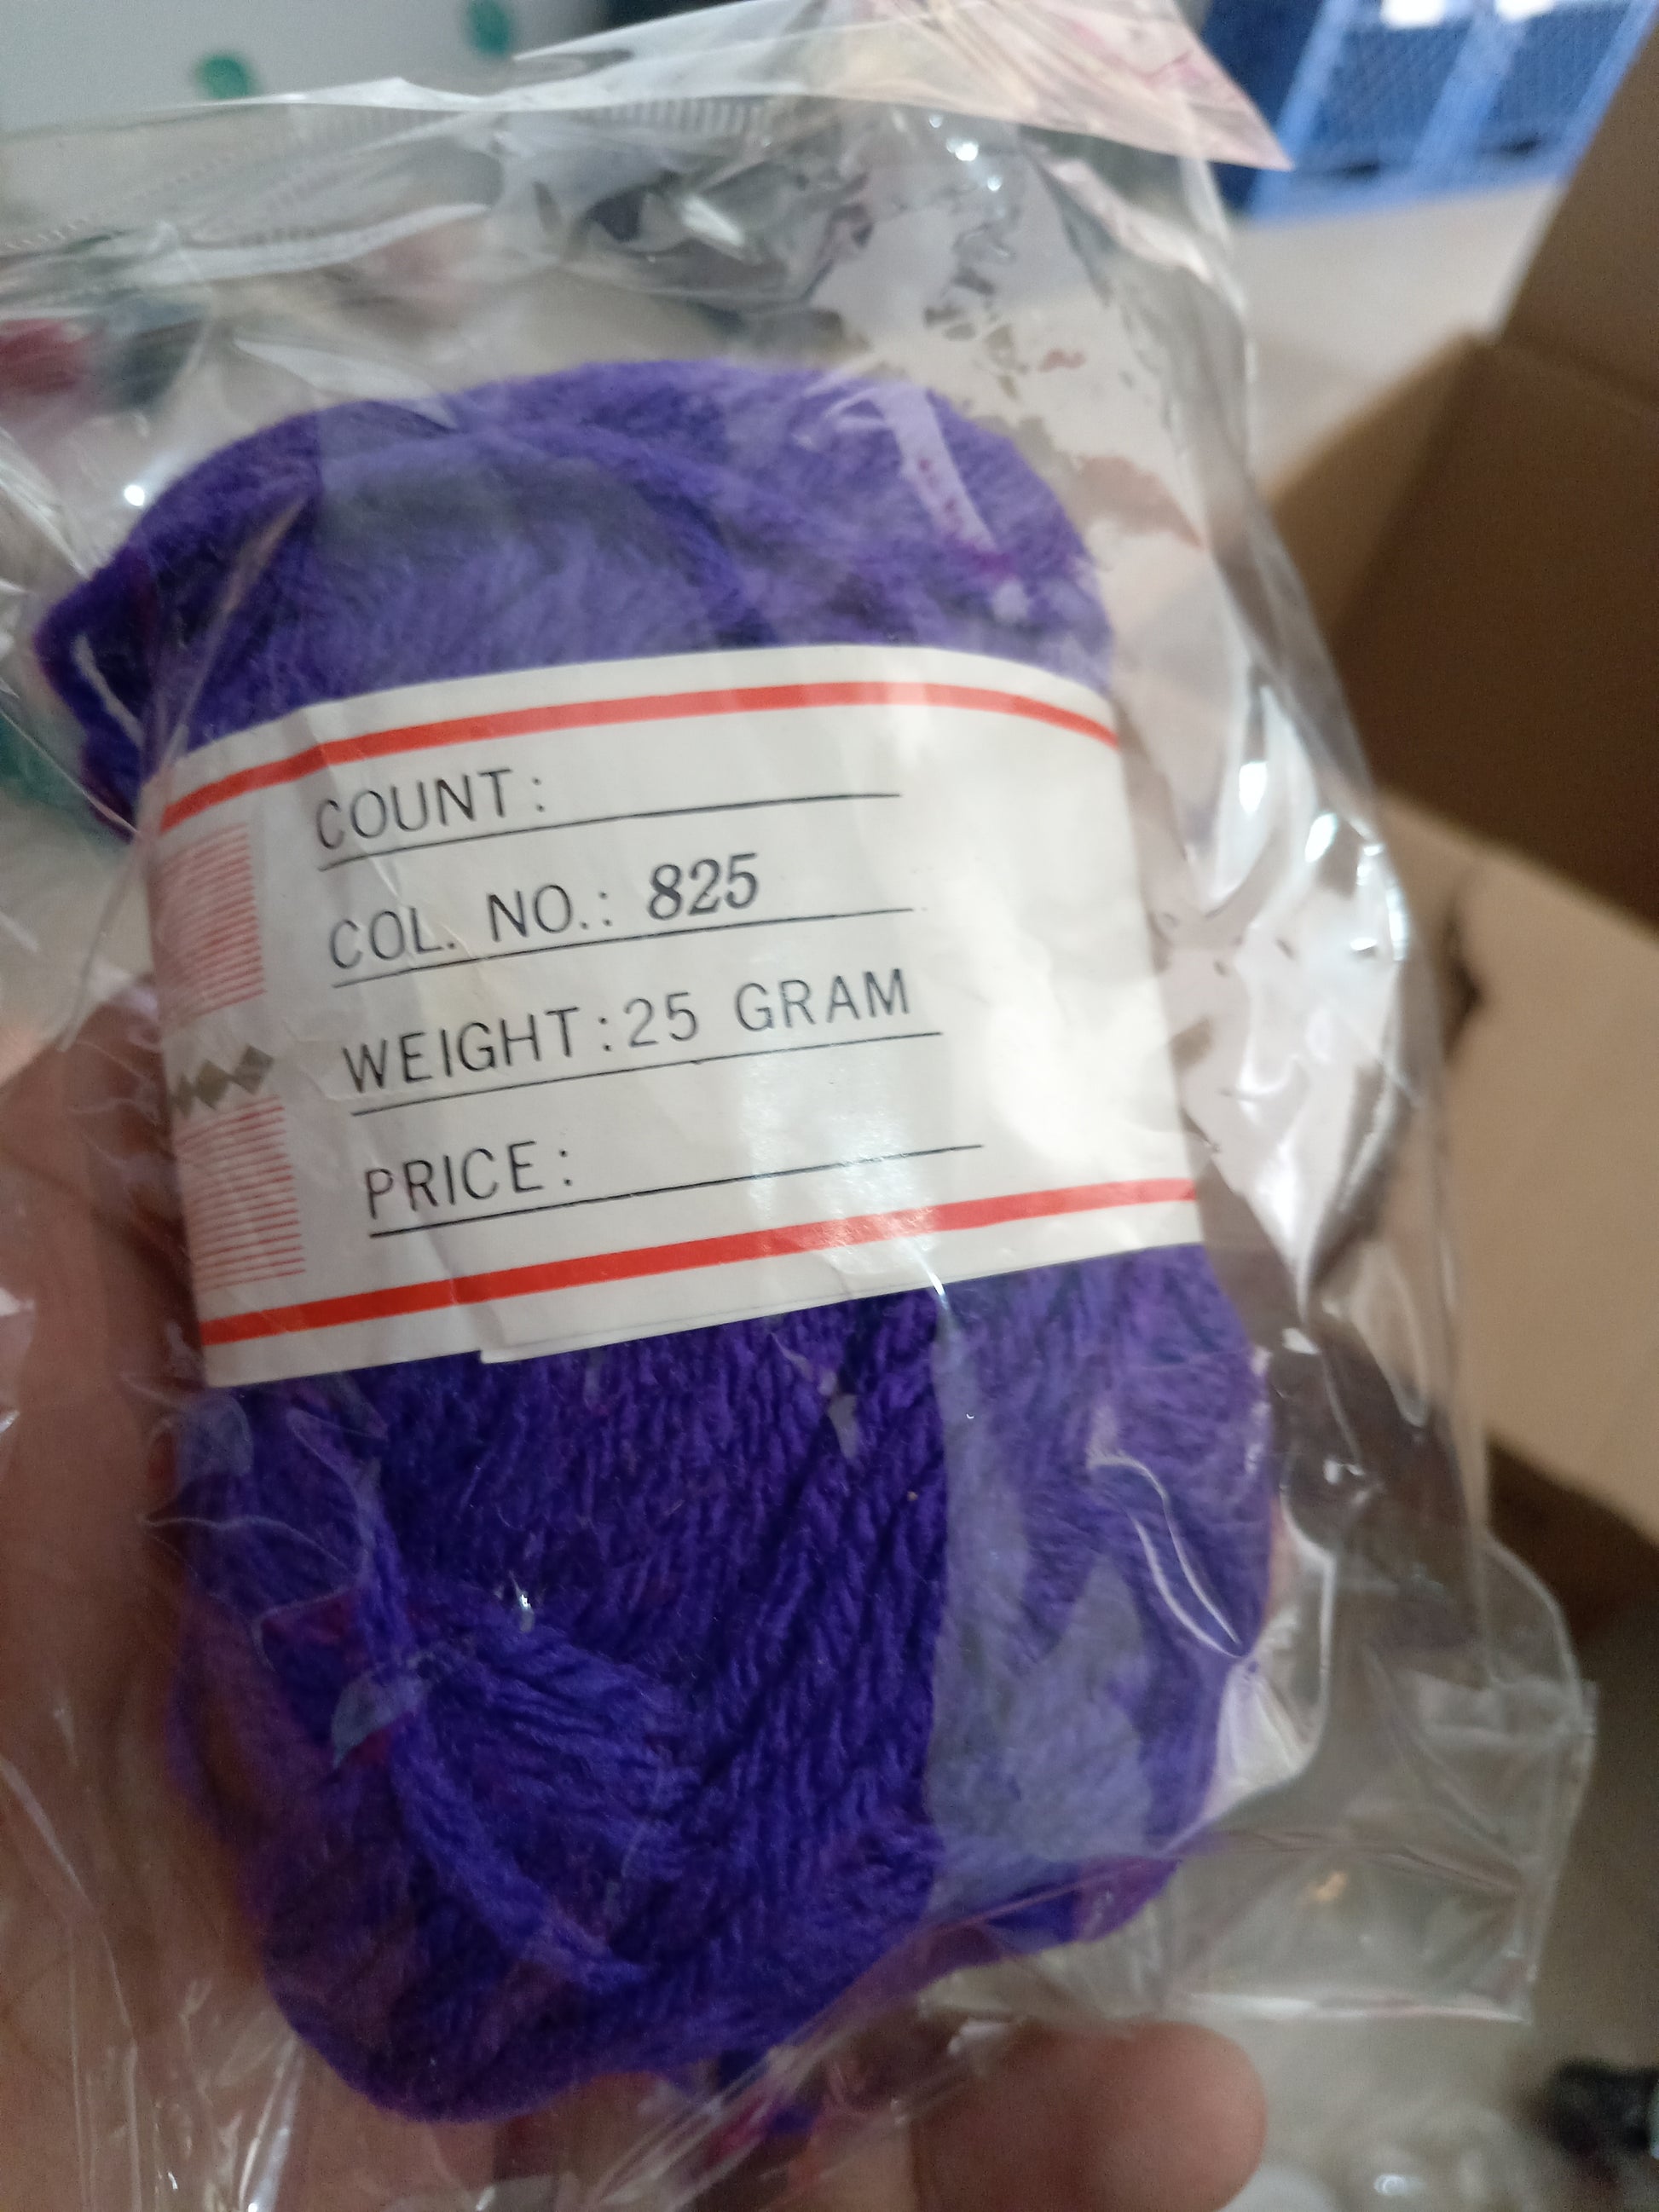 COUNT:
COL. NO.: 825
WEIGHT:25 GRAM
PRICE: